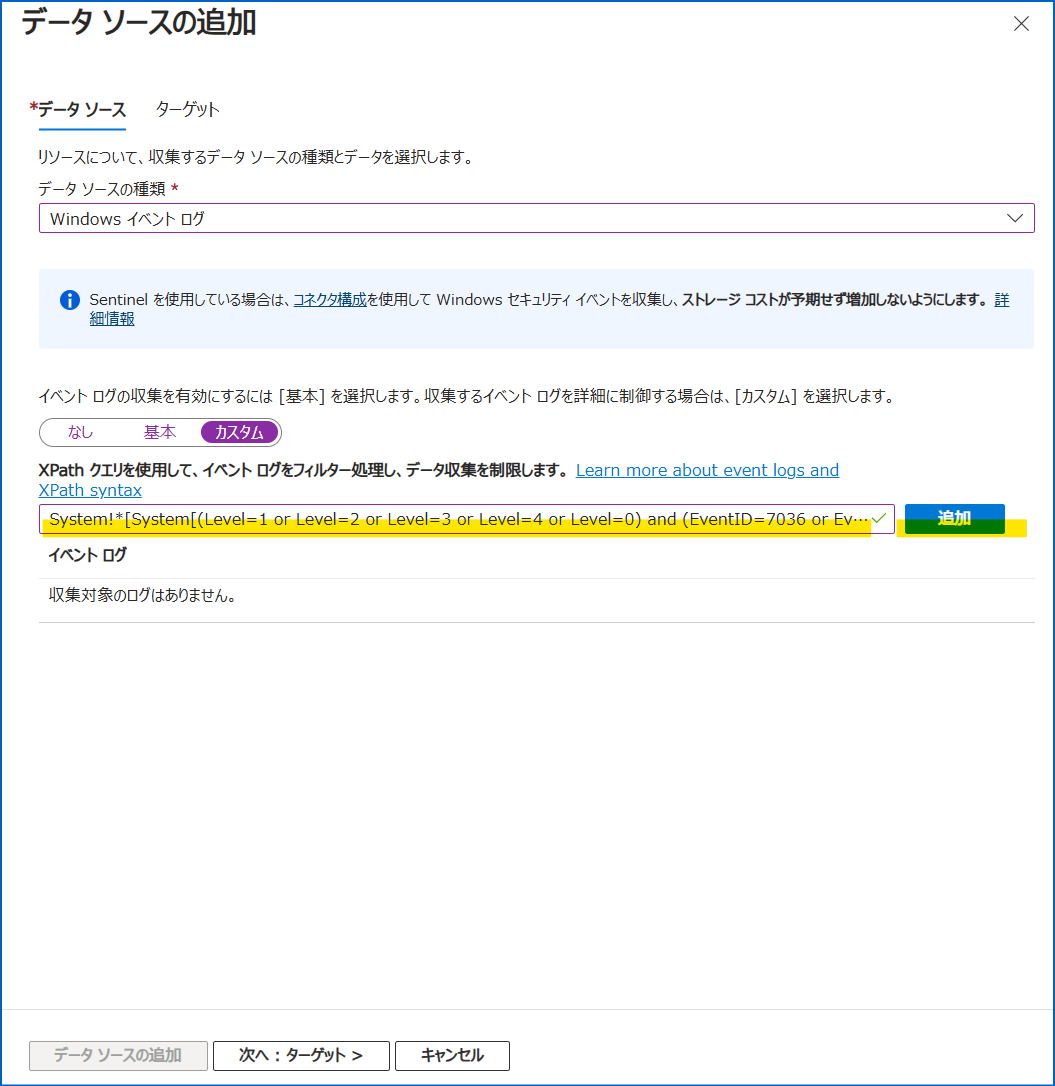 データ ソースの追加
*データ ソース ターゲット
リソースについて、収集するデータ ソースの種類とデータを選択します。
データ ソースの種類 *
Windows イベント ログ
Sentinel を使用している場合は、コネクタ構成を使用して Windows セキュリティ イベントを収集し、ストレージ コストが予期せず増加しないようにします。詳
細情報
イベント ログの収集を有効にするには [基本] を選択します。収集するイベント ログを詳細に制御する場合は、[カスタム] を選択します。
なし 基本 カスタム
XPath クエリを使用して、イベント ログをフィルター処理し、データ収集を制限します。 Learn more about event logs and
XPath syntax
System!*[System[(Level=1 or Level=2 or Level=3 or Level=4 or Level=0) and (EventID=7036 or Ev… 追加
イベント ログ
収集対象のログはありません。
データ ソースの追加 次へ : ターゲット > キャンセル